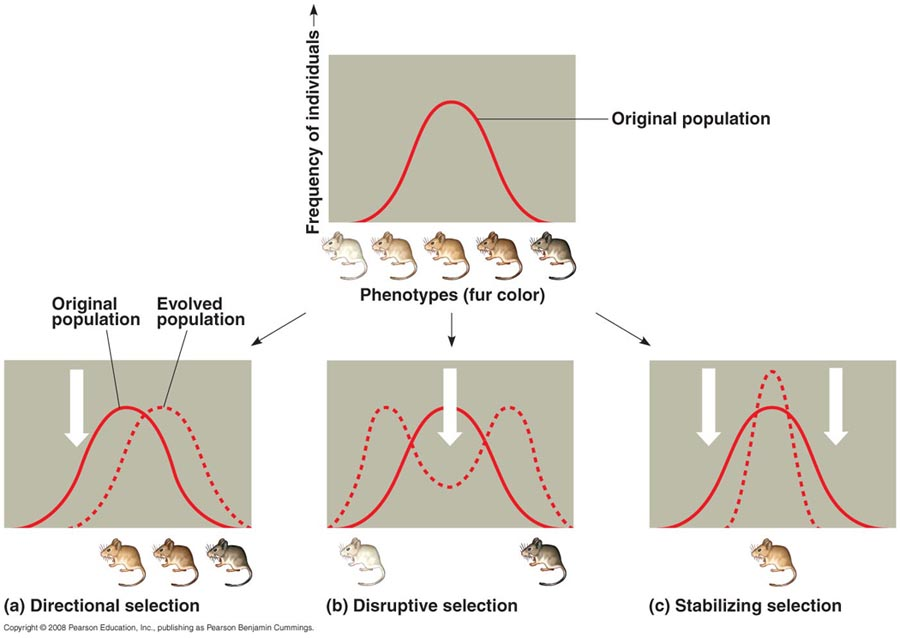 Frequency of individuals
Original population
Phenotypes (fur color)
Original
population
Evolved
population
(a) Directional selection
(b) Disruptive selection
(c) Stabilizing selection
Copyright © 2008 Pearson Education, Inc., publishing as Pearson Benjamin Cummings.